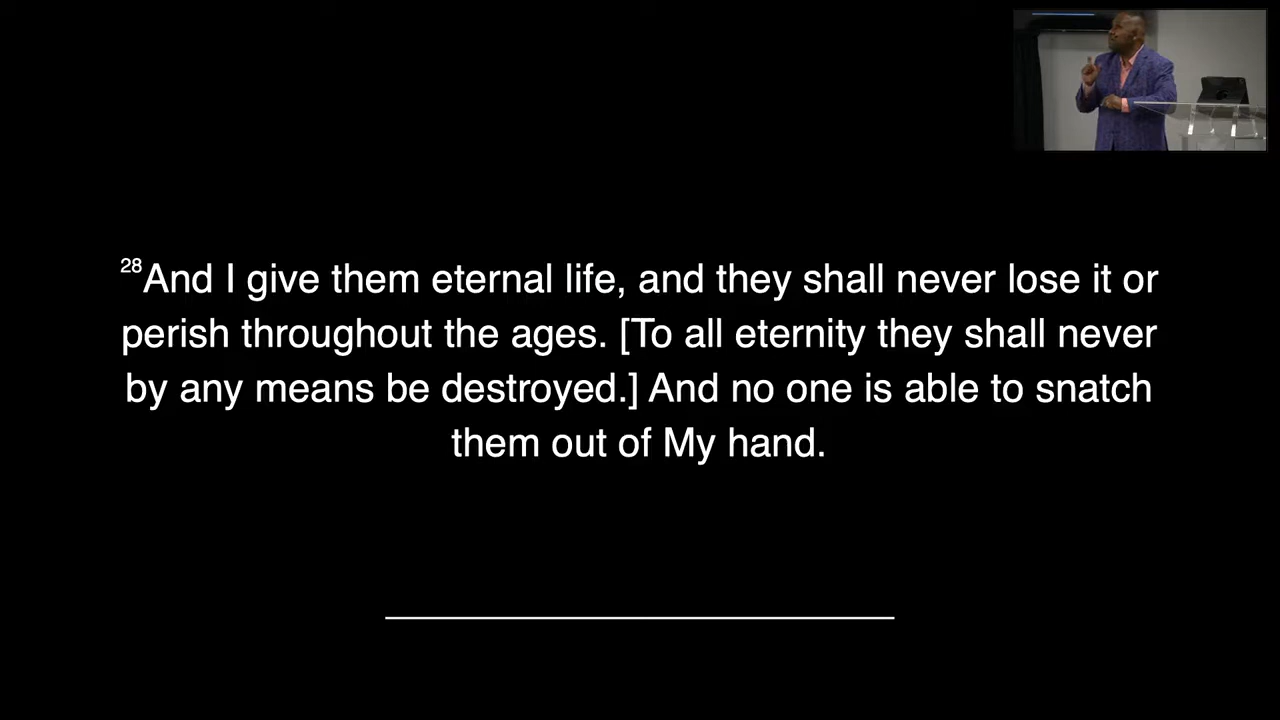 28And I give them eternal life, and they shall never lose it or
perish throughout the ages. [To all eternity they shall never
by any means be destroyed.] And no one is able to snatch
them out of My hand.